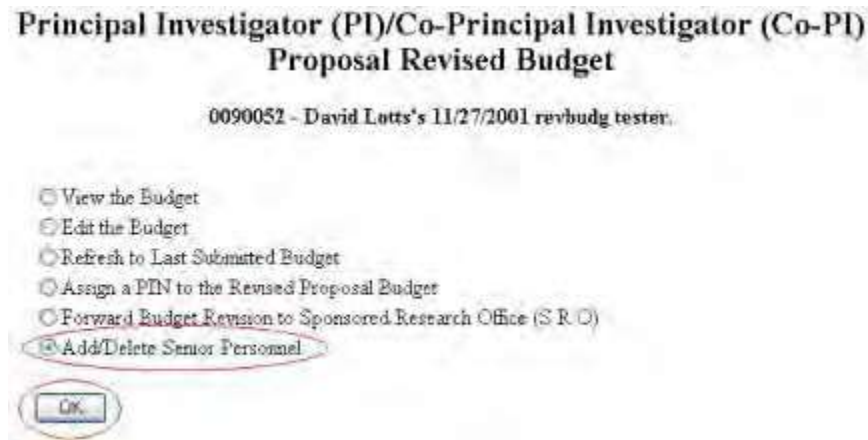 Principal Investigator (PI)/Co-Principal Investigator (Co-PI)
Proposal Revised Budget
0090052 - David Lotts's 11/27/2001 revbudg tester.
View the Budget
Edit the Budget
Refresh to Last Submitted Budget
Assign a PIN to the Revised Proposal Budget
Forward Budget Revision to Sponsored Research Office (S R O)
Add/Delete Senior Personnel
OK